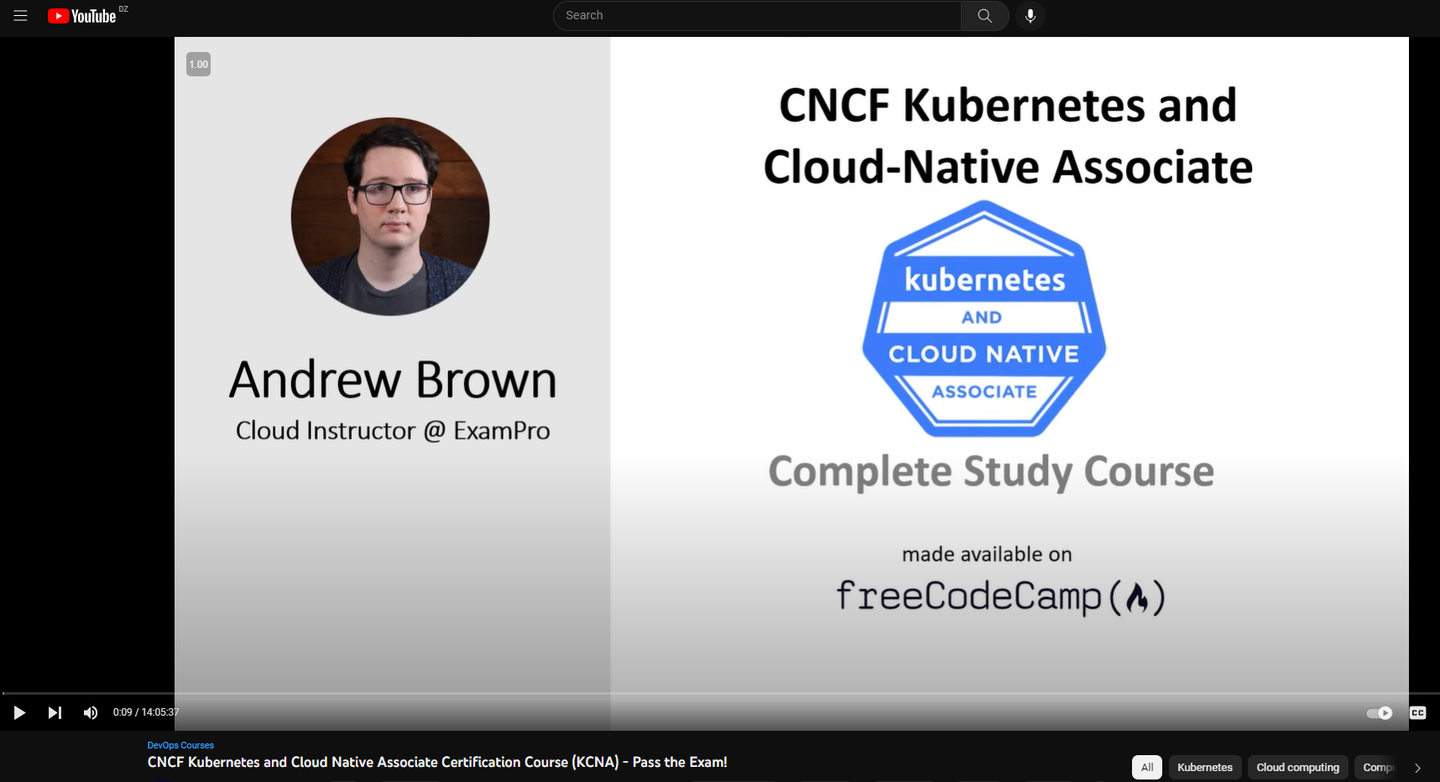 YouTube DZ
Search
1.00
Andrew Brown
Cloud Instructor @ ExamPro
CNCF Kubernetes and
Cloud-Native Associate
kubernetes
AND
CLOUD NATIVE
ASSOCIATE
Complete Study Course
made available on
freeCodeCamp
0:09 / 14:05:37
CC
DevOps Courses
CNCF Kubernetes and Cloud Native Associate Certification Course (KCNA) - Pass the Exam!
All
Kubernetes
Cloud computing